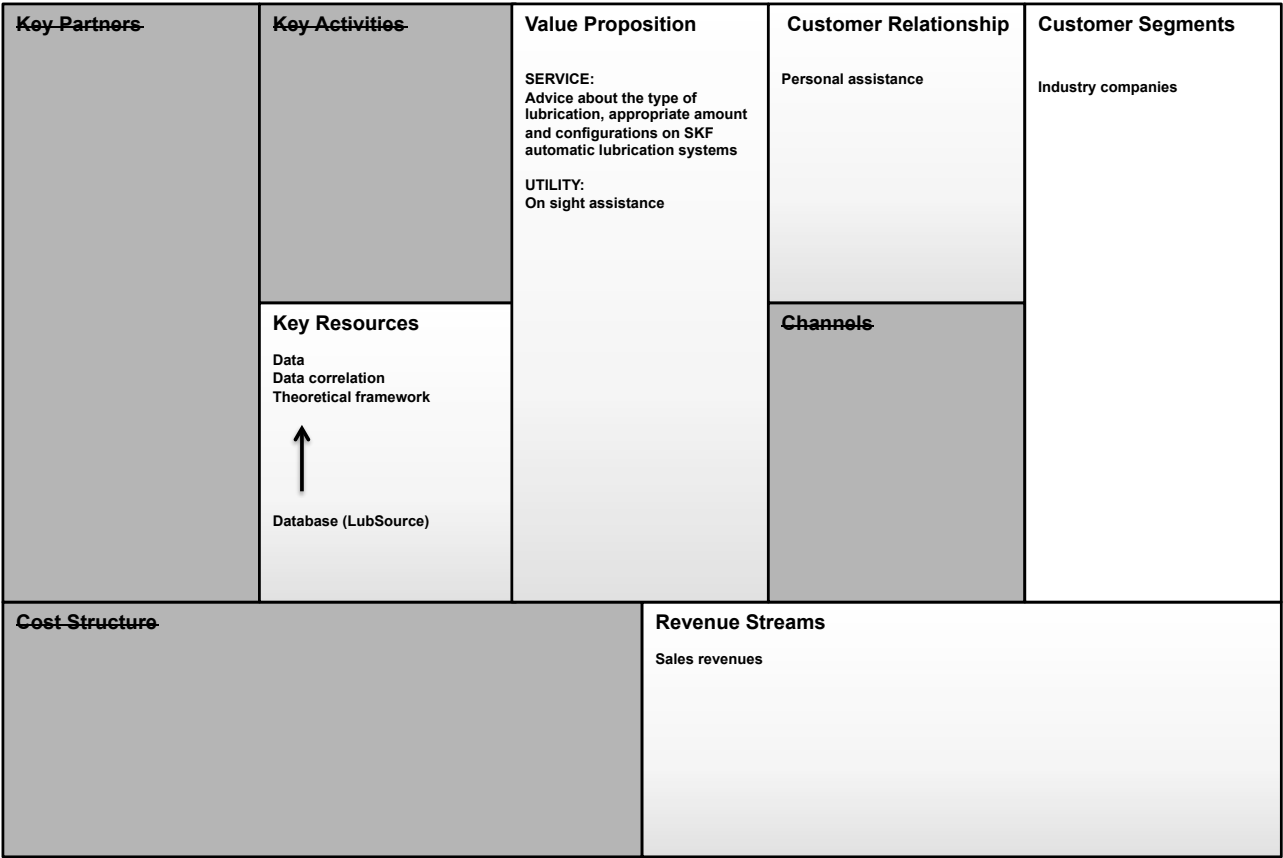 Key Partners
Key Activities
Value Proposition
SERVICE:
Advice about the type of
lubrication, appropriate amount
and configurations on SKF
automatic lubrication systems
UTILITY:
On sight assistance
Customer Relationship
Personal assistance
Customer Segments
Industry companies
Key Resources
Data
Data correlation
Theoretical framework
Database (LubSource)
Channels
Cost Structure
Revenue Streams
Sales revenues